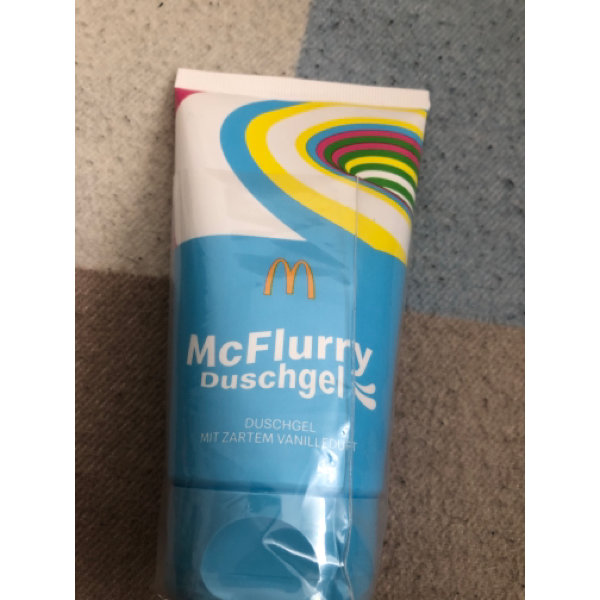 McFlurry
Duschgel
DUSCHGEL
MIT ZARTEM VANILLEDUFT